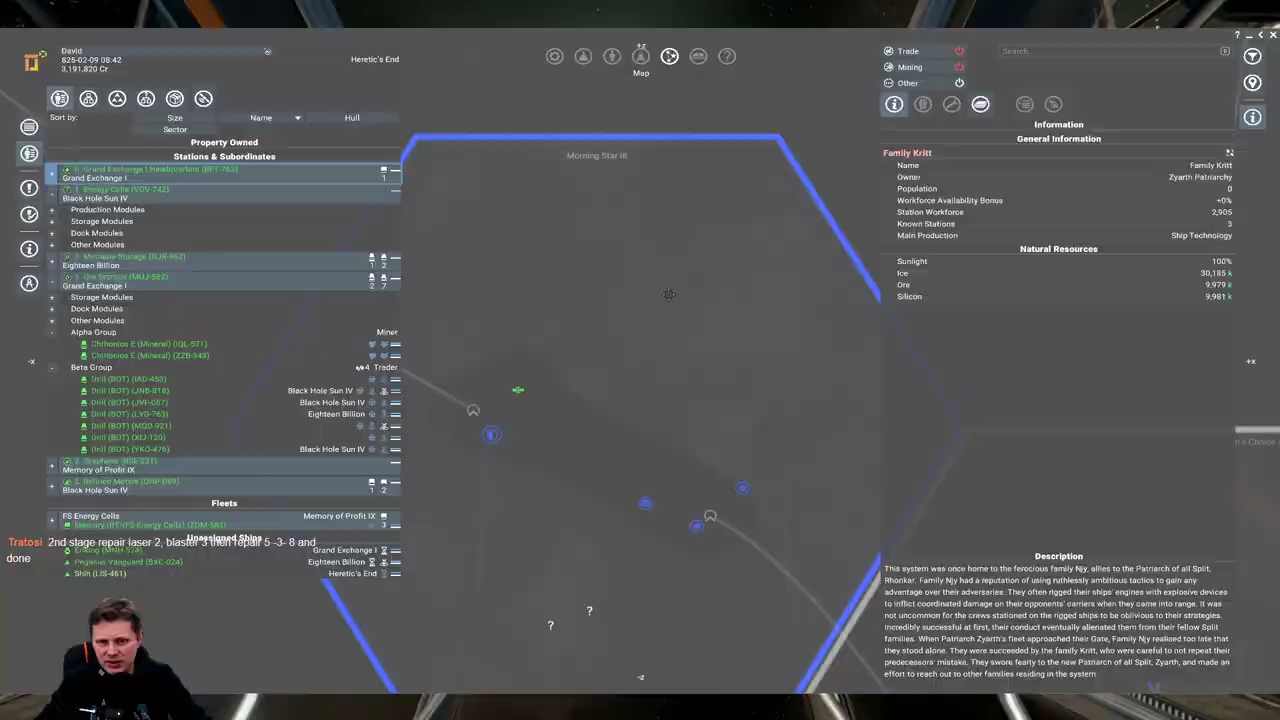 David
825-02-09 08:42
3,191,820 Cr
Heretic's End
+z
Map
Sort by:
Size
Name
Hull
Sector
Property Owned
Stations & Subordinates
Grand Exchange I Headquarters (BFT-763)
Grand Exchange I
1
Energy Cells (VOV-742)
Black Hole Sun IV
+ Production Modules
+ Storage Modules
+ Dock Modules
+ Other Modules
Eighteen Billion
1 2
Grand Exchange I
2 7
+ Storage Modules
+ Dock Modules
+ Other Modules
- Alpha Group
Miner
Chthonios E (Mineral) (IQL-571)
Chthonios E (Mineral) (ZZB-343)
- Beta Group
4 Trader
Drill (BOT) (IAD-453)
Drill (BOT) (JNB-818)
Black Hole Sun IV
Drill (BOT) (JYF-057)
Black Hole Sun IV
Drill (BOT) (LYD-763)
Eighteen Billion
Drill (BOT) (MQO-921)
Drill (BOT) (XIJ-120)
Drill (BOT) (YKO-476)
Black Hole Sun IV
Memory of Profit IX
Refined Metals
Black Hole Sun IV
1 2
Fleets
FS Energy Cells
Memory of Profit IX
3
Unassigned Ships
Grand Exchange I
Pegasus Vanguard (BXC-024)
Eighteen Billion
Shih (LIS-461)
Heretic's End
Tratosi 2nd stage repair laser 2, blaster 3 then repair 5 -3- 8 and
done
Morning Star III
-x
+x
-z
?
?
Trade
Mining
Other
Search...
Information
General Information
Family Kritt
Name
Family Kritt
Owner
Zyarth Patriarchy
Population
0
Workforce Availability Bonus
+0%
Station Workforce
2,905
Known Stations
3
Main Production
Ship Technology
Natural Resources
Sunlight
100%
Ice
30,185 k
Ore
9,979 k
Silicon
9,981 k
Description
This system was once home to the ferocious family Njy, allies to the Patriarch of all Split,
Rhonkar. Family Njy had a reputation of using ruthlessly ambitious tactics to gain any
advantage over their adversaries. They often rigged their ships' engines with explosive devices
to inflict coordinated damage on their opponents' carriers when they came into range. It was
not uncommon for the crews stationed on the rigged ships to be oblivious to their strategies.
Incredibly successful at first, their conduct eventually alienated them from their fellow Split
families. When Patriarch Zyarth's fleet approached their Gate, Family Njy realised too late that
they stood alone. They were succeeded by the family Kritt, who were careful to not repeat their
predecessors' mistake. They swore fealty to the new Patriarch of all Split, Zyarth, and made an
effort to reach out to other families residing in the system